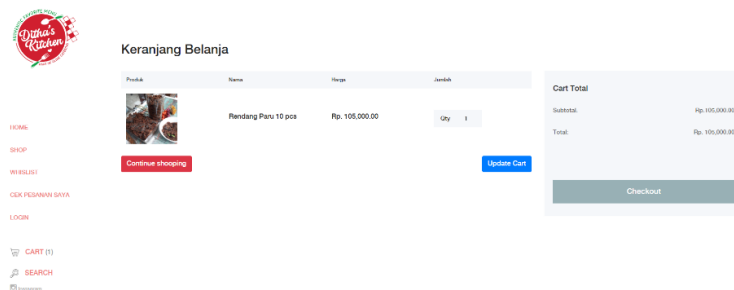 Ditha's
Kitchen
Keranjang Belanja
Produk Nama Harga Jumlah
Rendang Paru 10 pcs Rp. 105,000.00 Qty 1
Continue shooping Update Cart
Cart Total
Subtotal: Rp.105,000.00
Total: Rp. 105,000.00
Checkout
HOME
SHOP
WHISLIST
CEK PESANAN SAYA
LOGIN
CART (1)
SEARCH